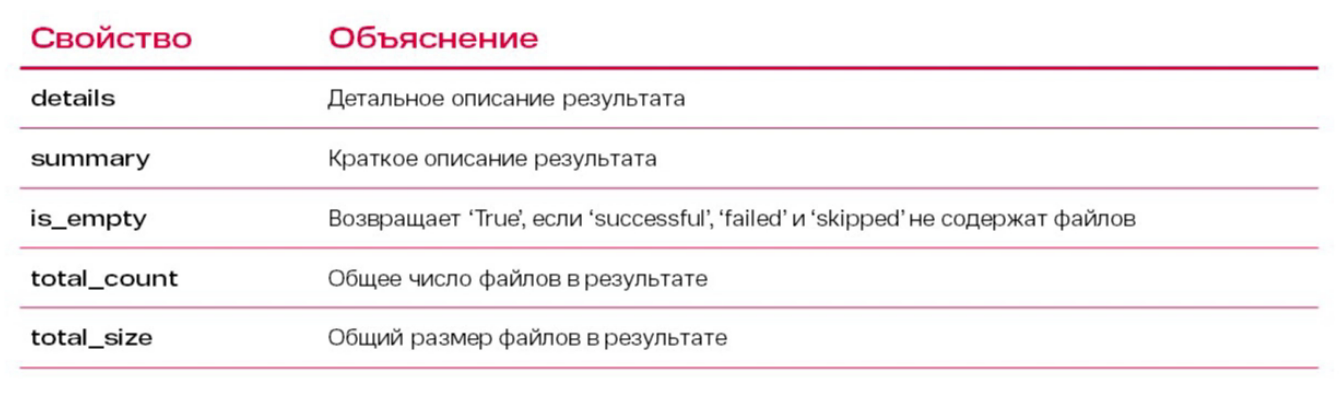 Свойство Объяснение
details Детальное описание результата
summary Краткое описание результата
is_empty Возвращает ‘True’, если ‘successful’, ‘failed’ и ‘skipped’ не содержат файлов
total_count Общее число файлов в результате
total_size Общий размер файлов в результате